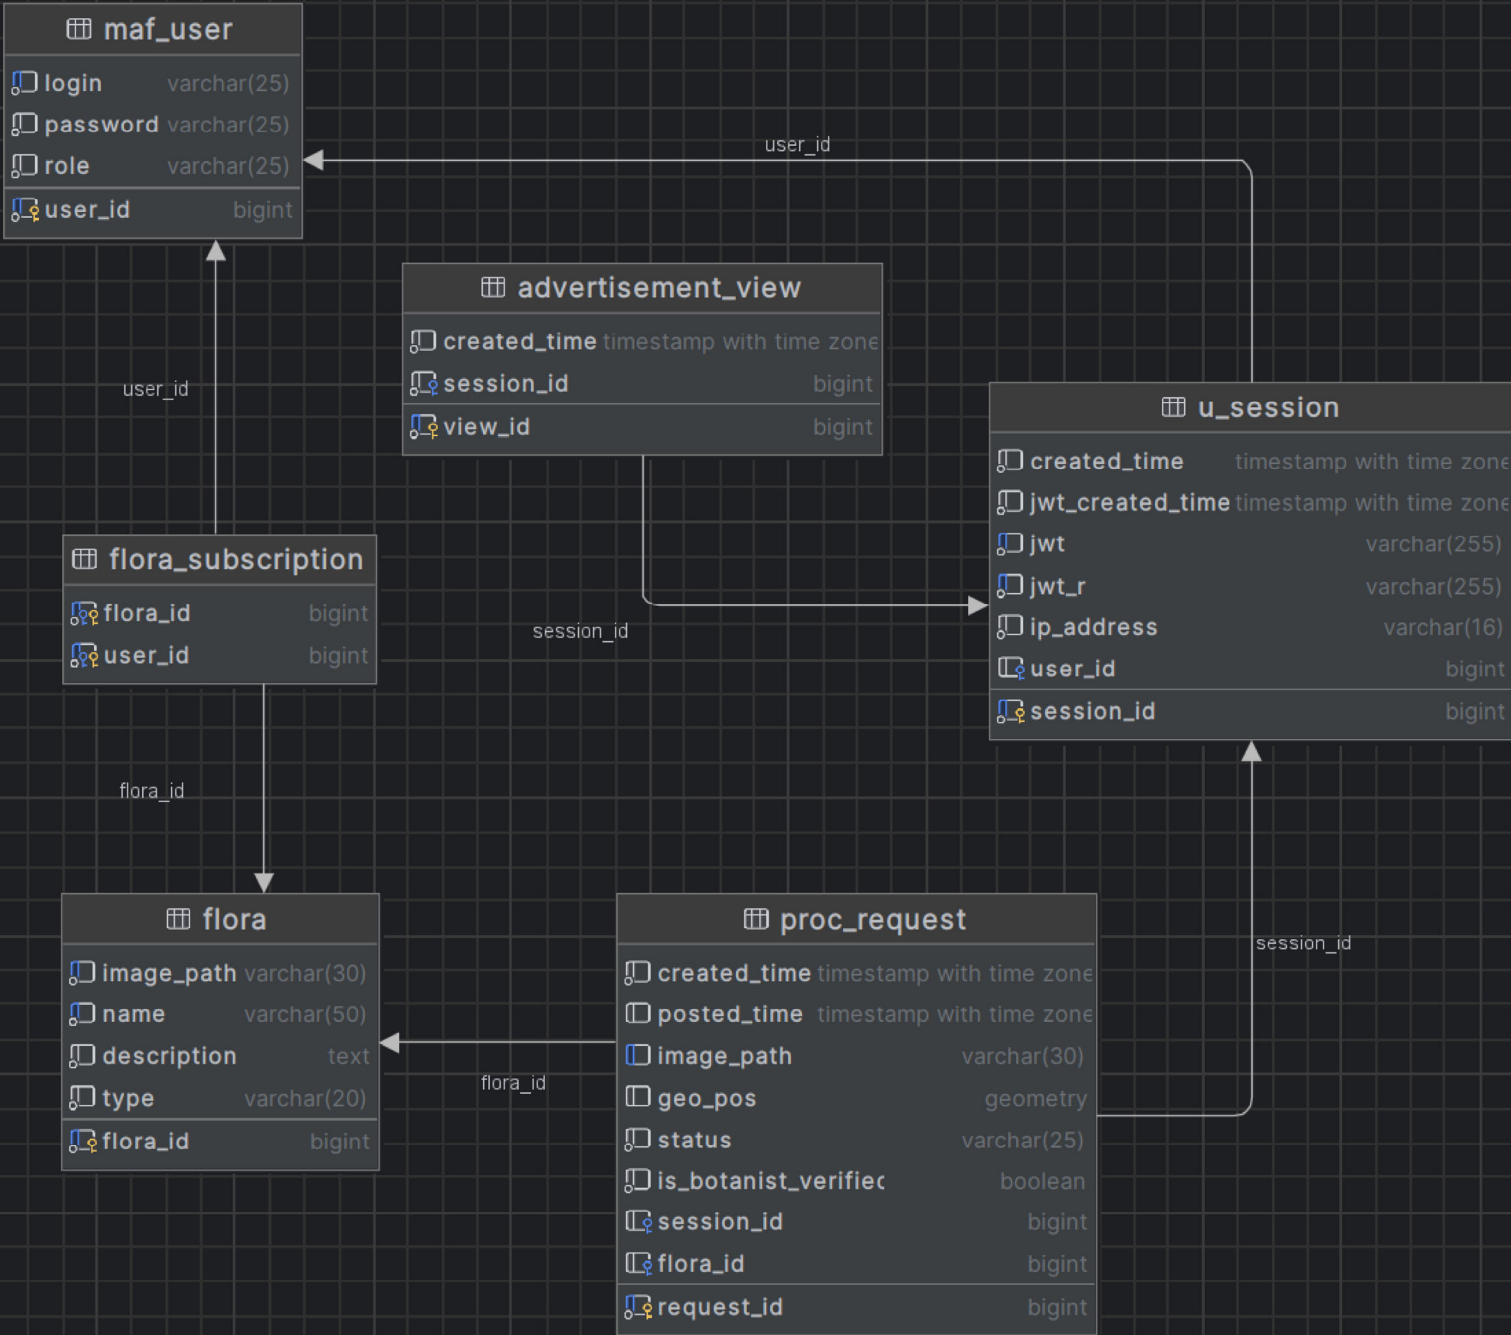 maf_user
login varchar(25)
password varchar(25)
role varchar(25)
user_id bigint
user_id
advertisement_view
created_time timestamp with time zone
session_id bigint
view_id bigint
user_id
u_session
created_time timestamp with time zone
jwt_created_time timestamp with time zone
jwt varchar(255)
jwt_r varchar(255)
ip_address varchar(16)
user_id bigint
session_id bigint
flora_subscription
flora_id bigint
user_id bigint
session_id
flora_id
flora
image_path varchar(30)
name varchar(50)
description text
type varchar(20)
flora_id bigint
flora_id
proc_request
created_time timestamp with time zone
posted_time timestamp with time zone
image_path varchar(30)
geo_pos geometry
status varchar(25)
is_botanist_verified boolean
session_id bigint
flora_id bigint
request_id bigint
session_id